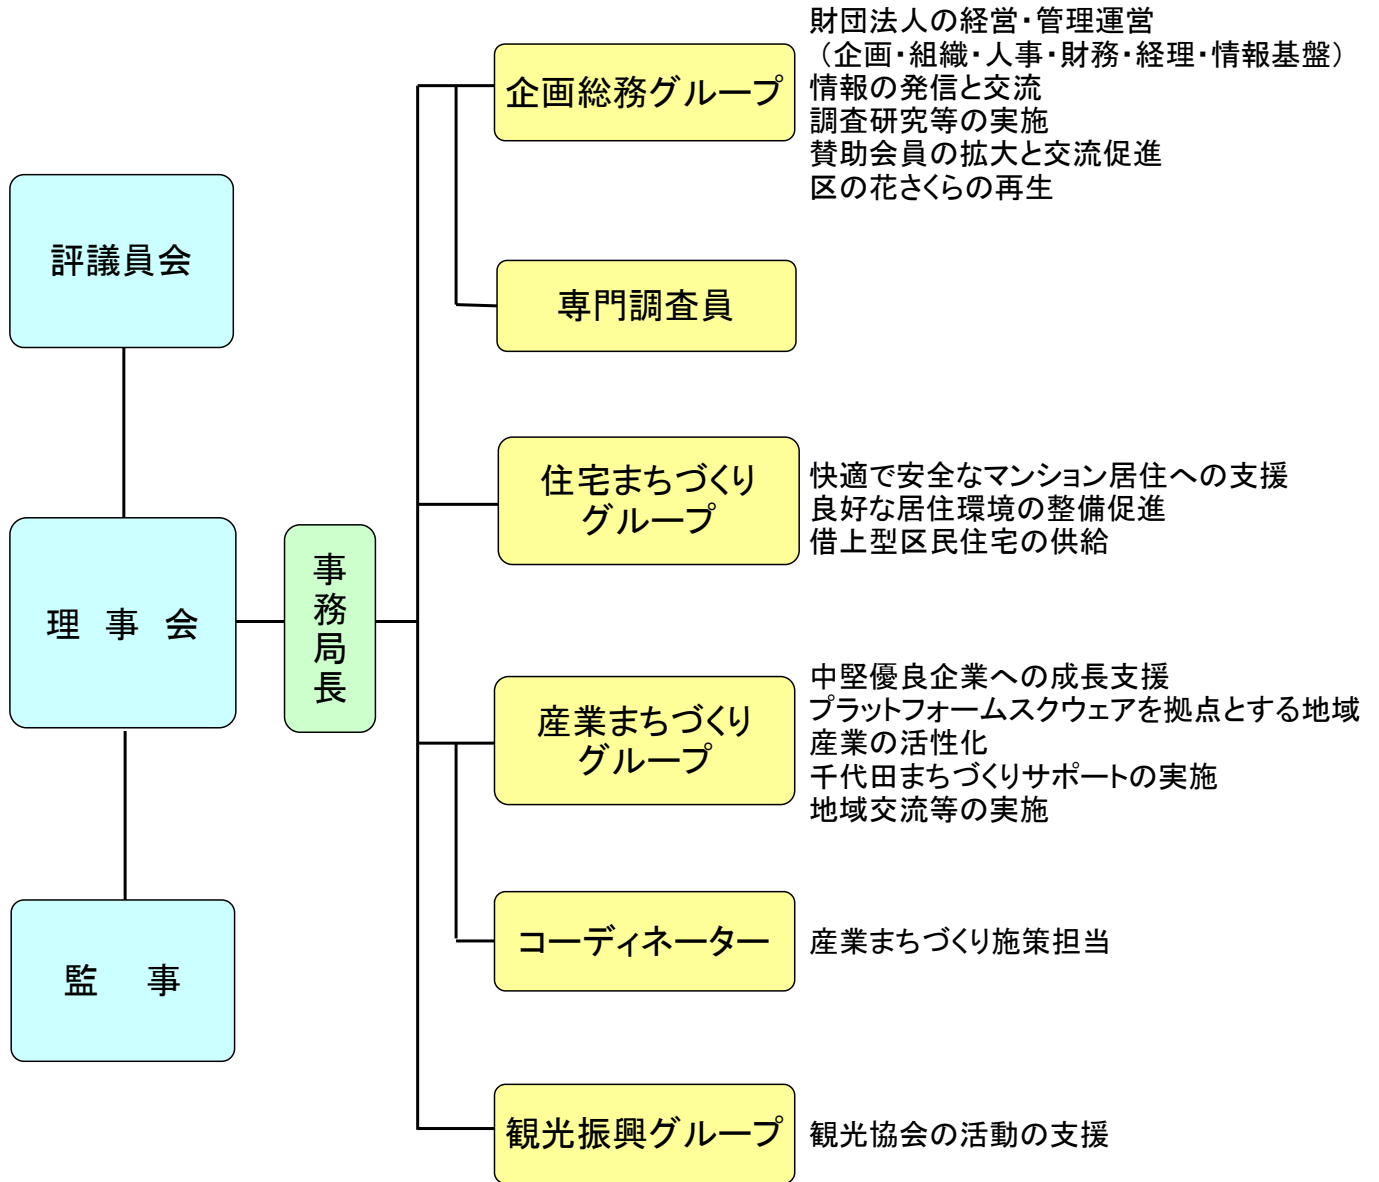 評議員会
理 事 会
監 事
事務局長
企画総務グループ
財団法人の経営・管理運営
（企画・組織・人事・財務・経理・情報基盤）
情報の発信と交流
調査研究等の実施
賛助会員の拡大と交流促進
区の花さくらの再生
専門調査員
住宅まちづくり
グループ
快適で安全なマンション居住への支援
良好な居住環境の整備促進
借上型区民住宅の供給
産業まちづくり
グループ
中堅優良企業への成長支援
プラットフォームスクウェアを拠点とする地域
産業の活性化
千代田まちづくりサポートの実施
地域交流等の実施
コーディネーター
産業まちづくり施策担当
観光振興グループ
観光協会の活動の支援